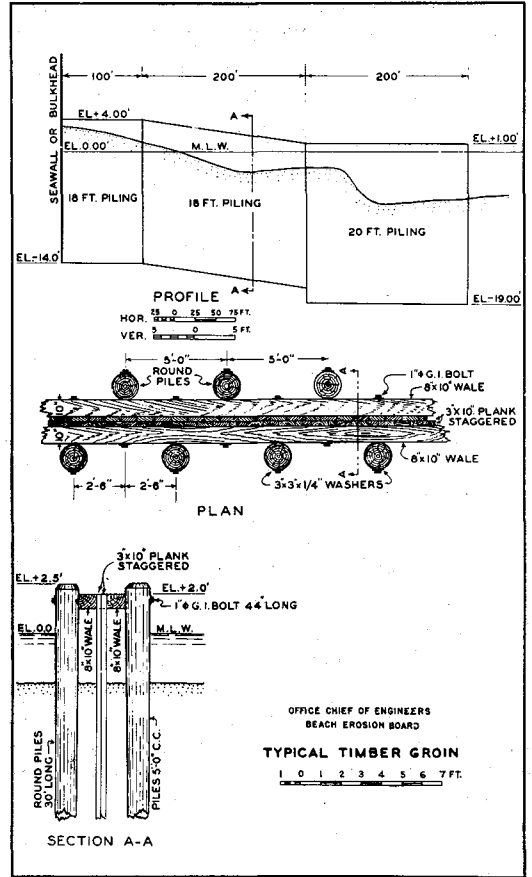 SEAWALL OR BULKHEAD
100'
200'
200'
EL+4.00'
A
EL.0.00'
M.L.W.
EL.+1.00'
18 FT. PILING
18 FT. PILING
20 FT. PILING
EL-14.0'
A
EL-19.00'
PROFILE
HOR. 25 0 25 50 75 FT.
VER. 5 0 5 FT.
5'-0"
5'-0"
ROUND
PILES
A
1"ϕ G.I. BOLT
8"x10" WALE
10"
3"x10" PLANK
STAGGERED
10"
8"x10" WALE
A
2'-6"
2'-6"
3"x3"x1/4" WASHERS
PLAN
3"x10" PLANK
STAGGERED
EL.+2.5'
EL.+2.0'
1"ϕ G.I. BOLT 44" LONG
EL.0.0
8"x10" WALE
8"x10" WALE
M.L.W.
ROUND PILES
30' LONG
PILES 5'-0" C.C.
SECTION A-A
OFFICE CHIEF OF ENGINEERS
BEACH EROSION BOARD
TYPICAL TIMBER GROIN
1 0 1 2 3 4 5 6 7 FT.